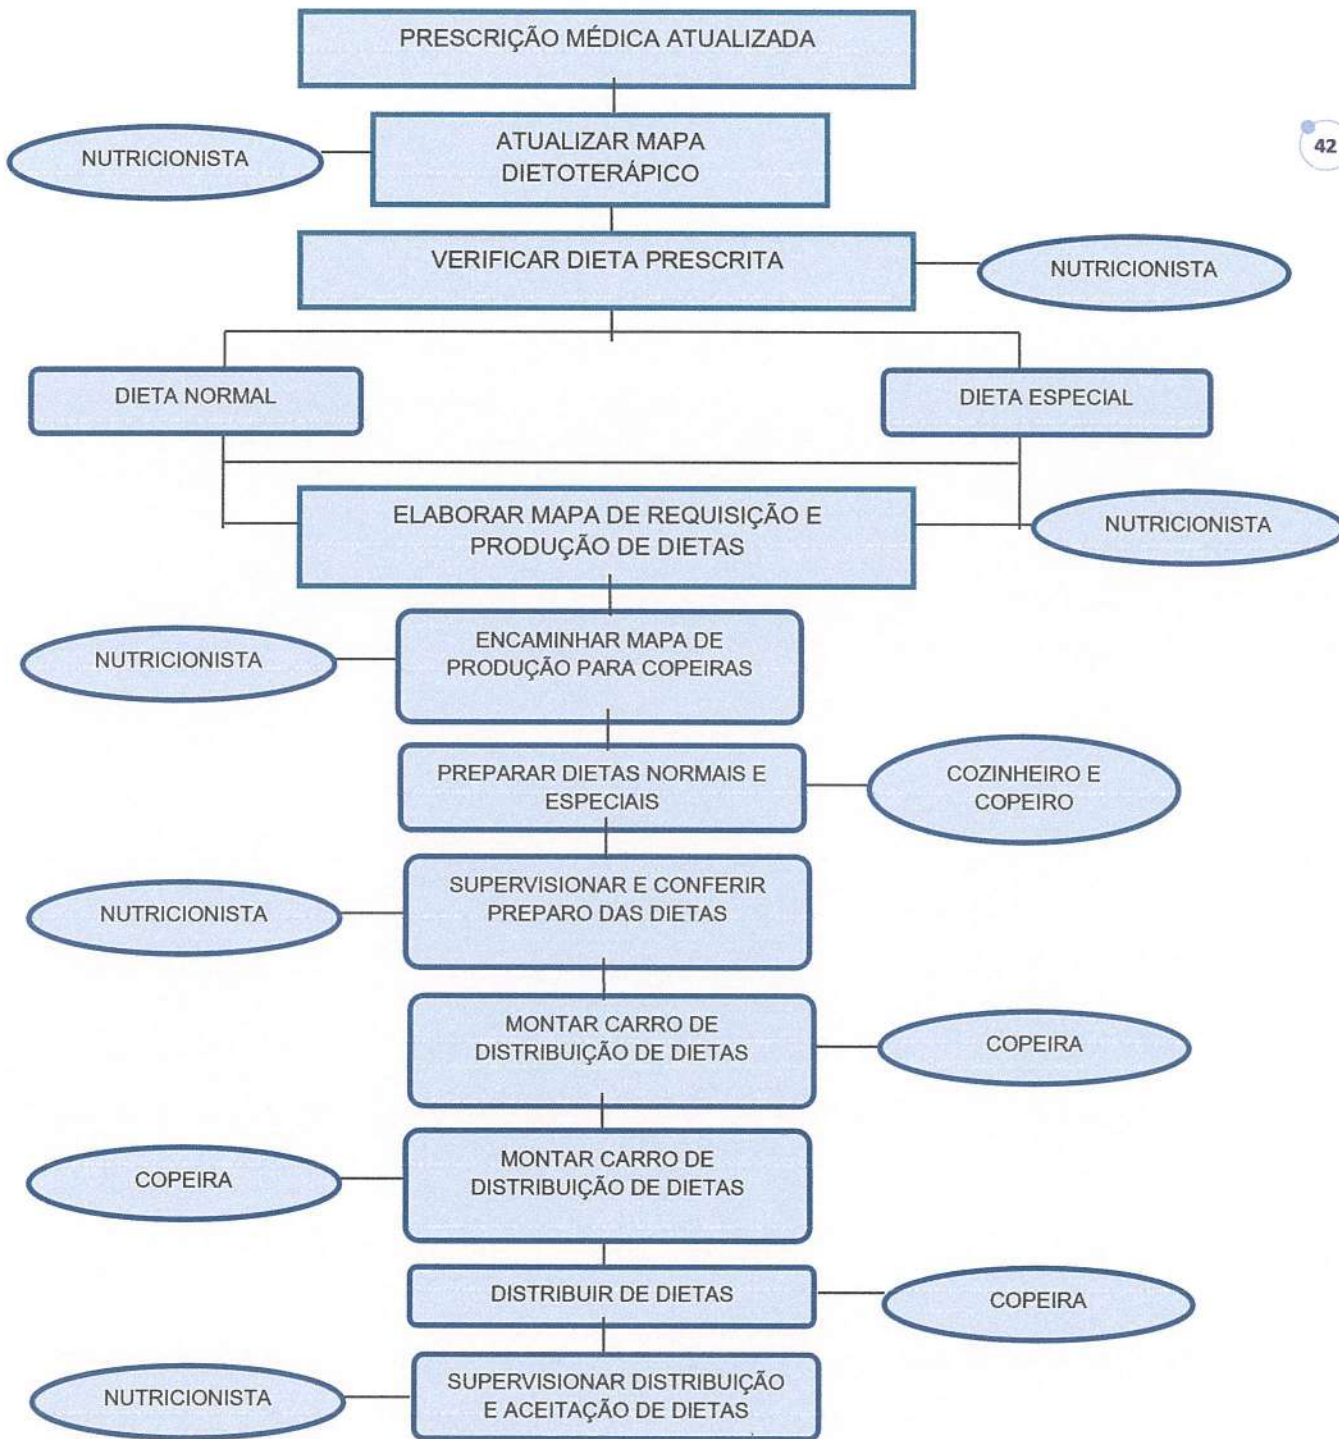 PRESCRIÇÃO MÉDICA ATUALIZADA
42
NUTRICIONISTA
ATUALIZAR MAPA
DIETOTERÁPICO
VERIFICAR DIETA PRESCRITA
NUTRICIONISTA
DIETA NORMAL
DIETA ESPECIAL
ELABORAR MAPA DE REQUISIÇÃO E
PRODUÇÃO DE DIETAS
NUTRICIONISTA
NUTRICIONISTA
ENCAMINHAR MAPA DE
PRODUÇÃO PARA COPEIRAS
PREPARAR DIETAS NORMAIS E
ESPECIAIS
COZINHEIRO E
COPEIRO
NUTRICIONISTA
SUPERVISIONAR E CONFERIR
PREPARO DAS DIETAS
MONTAR CARRO DE
DISTRIBUIÇÃO DE DIETAS
COPEIRA
COPEIRA
MONTAR CARRO DE
DISTRIBUIÇÃO DE DIETAS
DISTRIBUIR DE DIETAS
COPEIRA
NUTRICIONISTA
SUPERVISIONAR DISTRIBUIÇÃO
E ACEITAÇÃO DE DIETAS